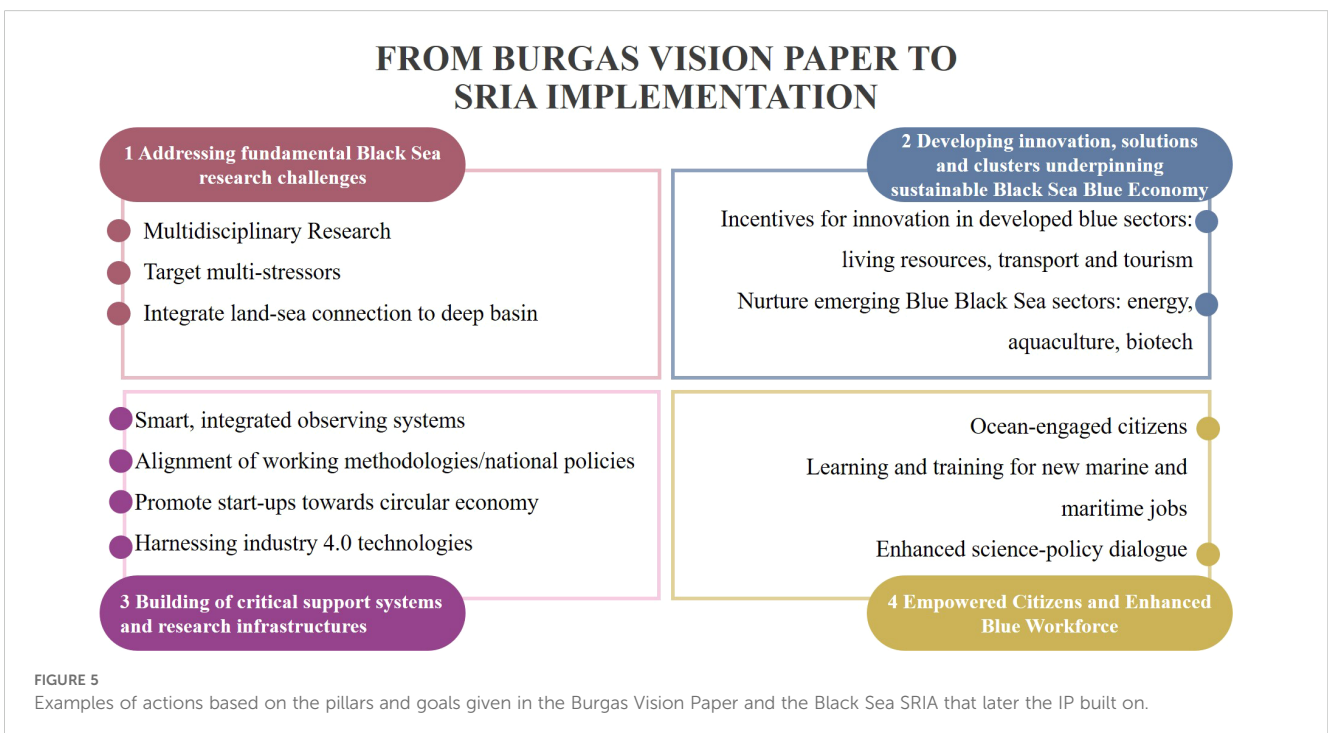 FROM BURGAS VISION PAPER TO
SRIA IMPLEMENTATION
1 Addressing fundamental Black Sea
research challenges
Multidisciplinary Research
Target multi-stressors
Integrate land-sea connection to deep basin
2 Developing innovation, solutions
and clusters underpinning
sustainable Black Sea Blue Economy
Incentives for innovation in developed blue sectors:
living resources, transport and tourism
Nurture emerging Blue Black Sea sectors: energy,
aquaculture, biotech
Smart, integrated observing systems
Alignment of working methodologies/national policies
Promote start-ups towards circular economy
Harnessing industry 4.0 technologies
3 Building of critical support systems
and research infrastructures
Ocean-engaged citizens
Learning and training for new marine and
maritime jobs
Enhanced science-policy dialogue
4 Empowered Citizens and Enhanced
Blue Workforce
FIGURE 5
Examples of actions based on the pillars and goals given in the Burgas Vision Paper and the Black Sea SRIA that later the IP built on.